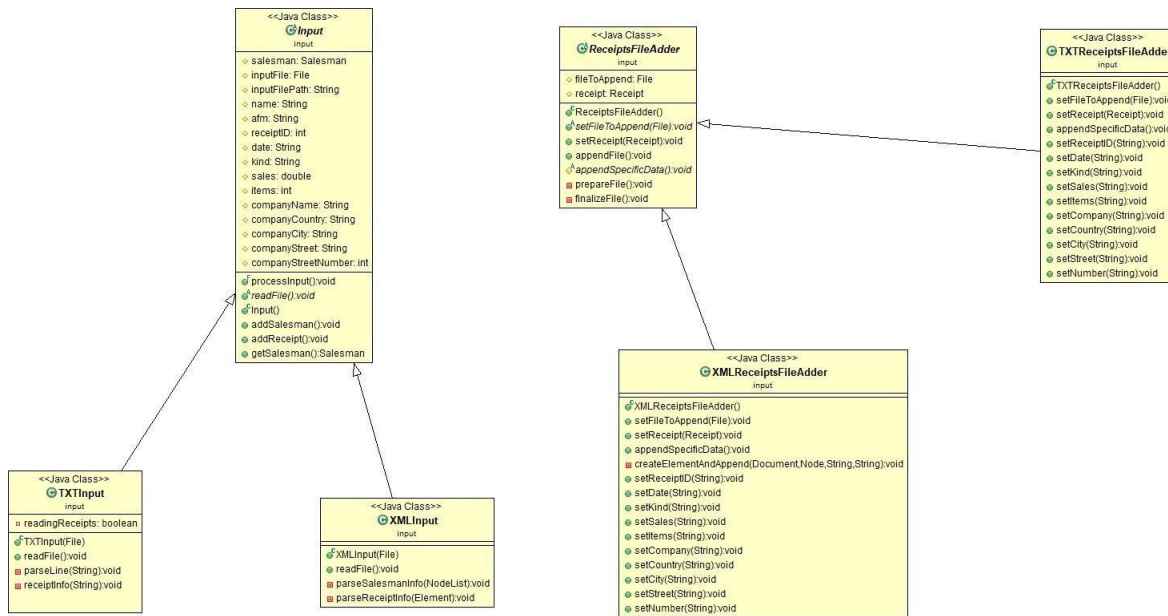 <<Java Class>>
Input
input
salesman: Salesman
inputFile: File
inputFilePath: String
name: String
afm: String
receiptID: int
date: String
kind: String
sales: double
items: int
companyName: String
companyCountry: String
companyCity: String
companyStreet: String
companyStreetNumber: int
processInput():void
readFile():void
Input()
addSalesman():void
addReceipt():void
getSalesman():Salesman
<<Java Class>>
TXTInput
input
readingReceipts: boolean
TXTInput(File)
readFile():void
parseLine(String):void
receiptInfo(String):void
<<Java Class>>
XMLInput
input
XMLInput(File)
readFile():void
parseSalesmanInfo(NodeList):void
parseReceiptInfo(Element):void
<<Java Class>>
ReceiptsFileAdder
input
fileToAppend: File
receipt: Receipt
ReceiptsFileAdder()
setFileToAppend(File):void
setReceipt(Receipt):void
appendFile():void
appendSpecificData():void
prepareFile():void
finalizeFile():void
<<Java Class>>
XMLReceiptsFileAdder
input
XMLReceiptsFileAdder()
setFileToAppend(File):void
setReceipt(Receipt):void
appendSpecificData():void
createElementAndAppend(Document,Node,String,String):void
setReceiptID(String):void
setDate(String):void
setKind(String):void
setSales(String):void
setItems(String):void
setCompany(String):void
setCountry(String):void
setCity(String):void
setStreet(String):void
setNumber(String):void
<<Java Class>>
TXTReceiptsFileAdde
input
TXTReceiptsFileAdder()
setFileToAppend(File):void
setReceipt(Receipt):void
appendSpecificData():void
setReceiptID(String):void
setDate(String):void
setKind(String):void
setSales(String):void
setItems(String):void
setCompany(String):void
setCountry(String):void
setCity(String):void
setStreet(String):void
setNumber(String):void